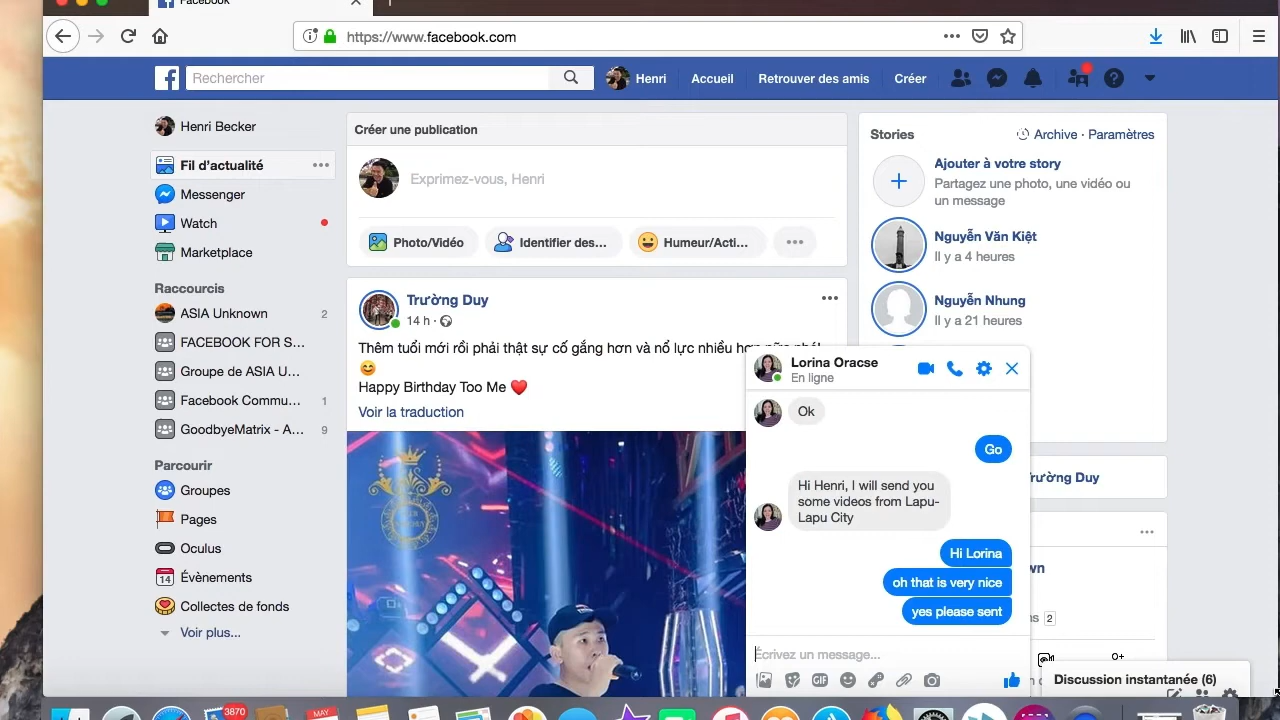 Facebook
https://www.facebook.com
Rechercher
Henri
Accueil
Retrouver des amis
Créer
Henri Becker
Fil d'actualité
Messenger
Watch
Marketplace
Raccourcis
ASIA Unknown 2
FACEBOOK FOR S...
Groupe de ASIA U...
Facebook Commu... 1
GoodbyeMatrix - A... 9
Parcourir
Groupes
Pages
Oculus
14
Évènements
Collectes de fonds
Voir plus...
Créer une publication
Exprimez-vous, Henri
Photo/Vidéo
Identifier des...
Humeur/Acti...
Trường Duy
14 h ·
Thêm tuổi mới rồi phải thật sự cố gắng hơn và nổ lực nhiều hơn
Happy Birthday Too Me
Voir la traduction
Stories
Archive · Paramètres
Ajouter à votre story
Partagez une photo, une vidéo ou
un message
Nguyễn Văn Kiệt
Il y a 4 heures
Nguyễn Nhung
Il y a 21 heures
Duy
2
Lorina Oracse
En ligne
Ok
Go
Hi Henri, I will send you
some videos from Lapu-
Lapu City
Hi Lorina
oh that is very nice
yes please sent
Écrivez un message...
GIF
Discussion instantanée (6)
3870
MAY